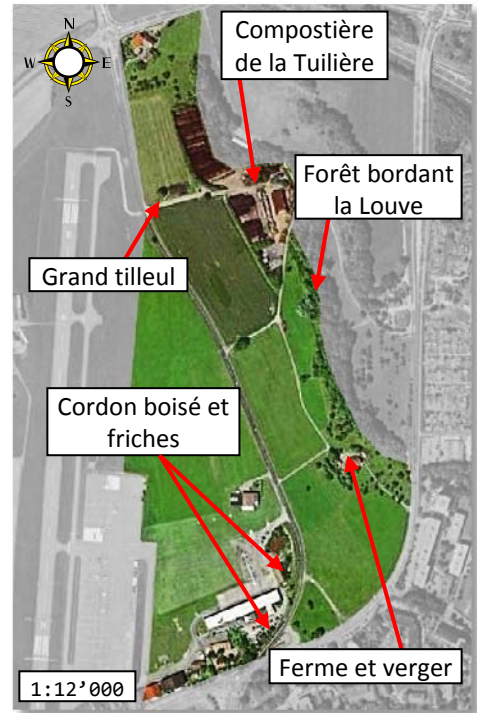 N
W E
S
Compostière
de la Tuilière
Forêt bordant
la Louve
Grand tilleul
Cordon boisé et
friches
Ferme et verger
1:12’000